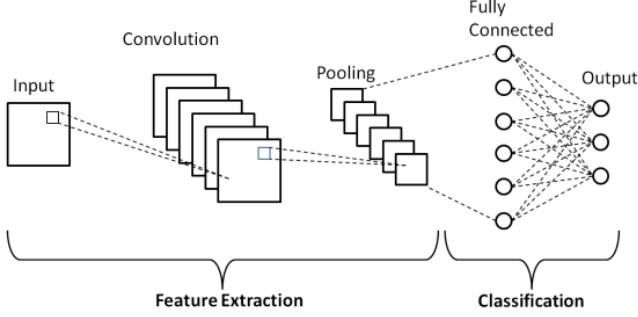 Input
Convolution
Pooling
Fully
Connected
Output
Feature Extraction
Classification